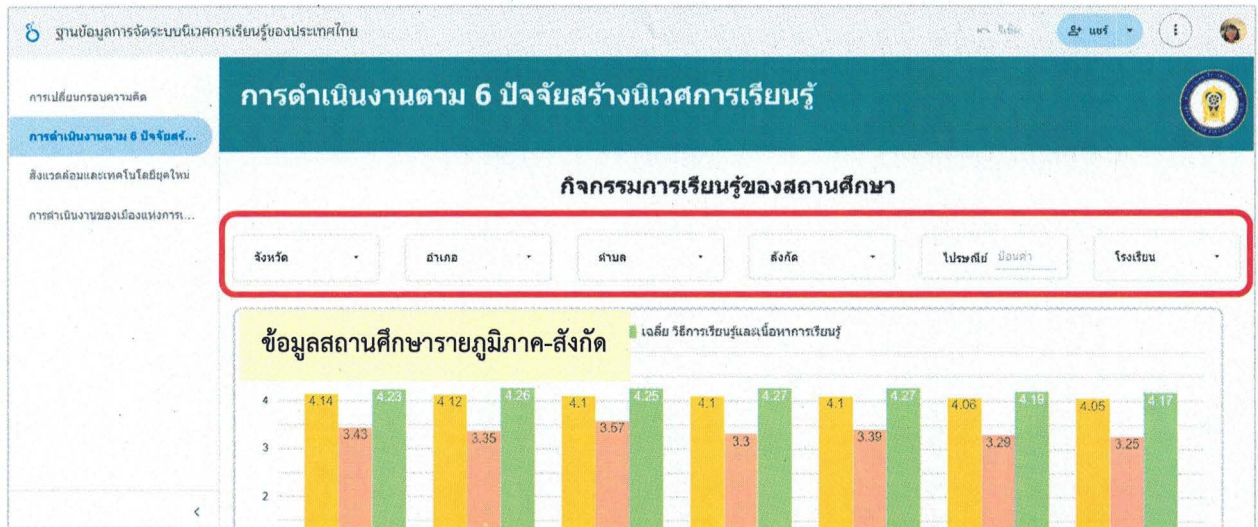 ฐานข้อมูลการจัดระบบนิเวศการเรียนรู้ของประเทศไทย
รีเซ็ต
แชร์
การเปลี่ยนกรอบความคิด
การดำเนินงานตาม 6 ปัจจัยสร้...
สิ่งแวดล้อมและเทคโนโลยียุคใหม่
การดำเนินงานของเมืองแห่งการเ...
การดำเนินงานตาม 6 ปัจจัยสร้างนิเวศการเรียนรู้
กิจกรรมการเรียนรู้ของสถานศึกษา
จังหวัด อำเภอ ตำบล สังกัด ไปรษณีย์ ป้อนค่า โรงเรียน
ข้อมูลสถานศึกษารายภูมิภาค-สังกัด
เฉลี่ย วิธีการเรียนรู้และเนื้อหาการเรียนรู้
4 4.14 4.23 4.12 4.26 4.1 4.25 4.1 4.27 4.1 4.27 4.06 4.19 4.05 4.17
3 3.43 3.35 3.57 3.3 3.39 3.29 3.25
2